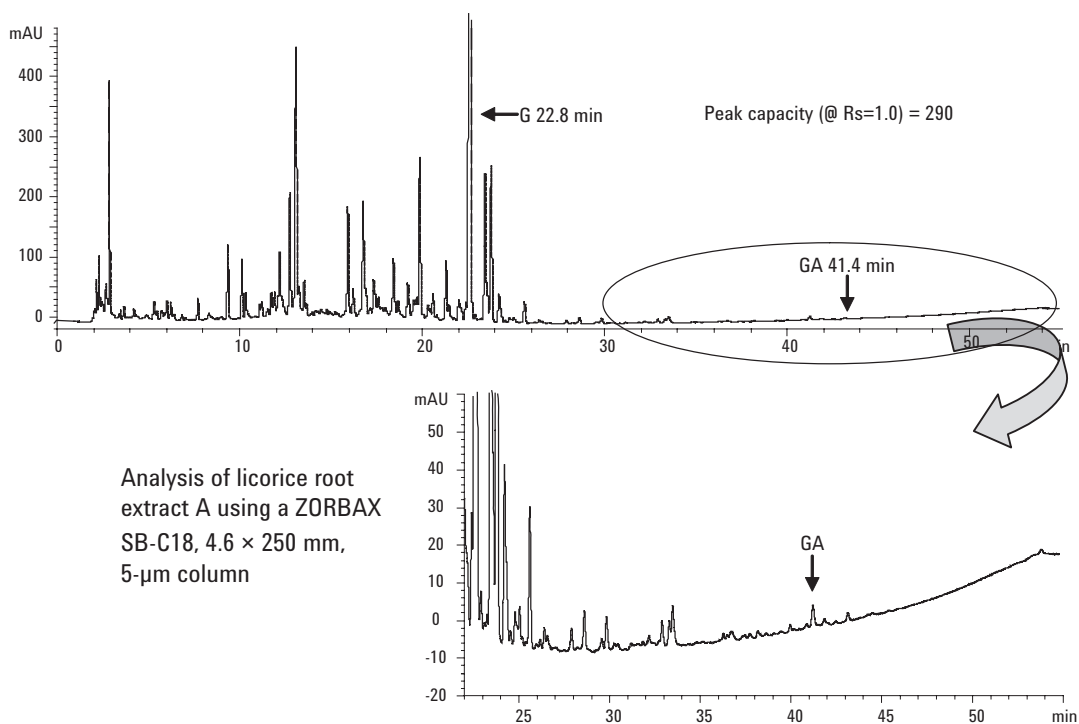 mAU
400
300
200
100
0
G 22.8 min
Peak capacity (@ Rs=1.0) = 290
GA 41.4 min
0 10 20 30 40 50 in
Analysis of licorice root
extract A using a ZORBAX
SB-C18, 4.6 × 250 mm,
5-µm column
mAU
50
40
30
20
10
0
-10
-20
GA
25 30 35 40 45 50 min